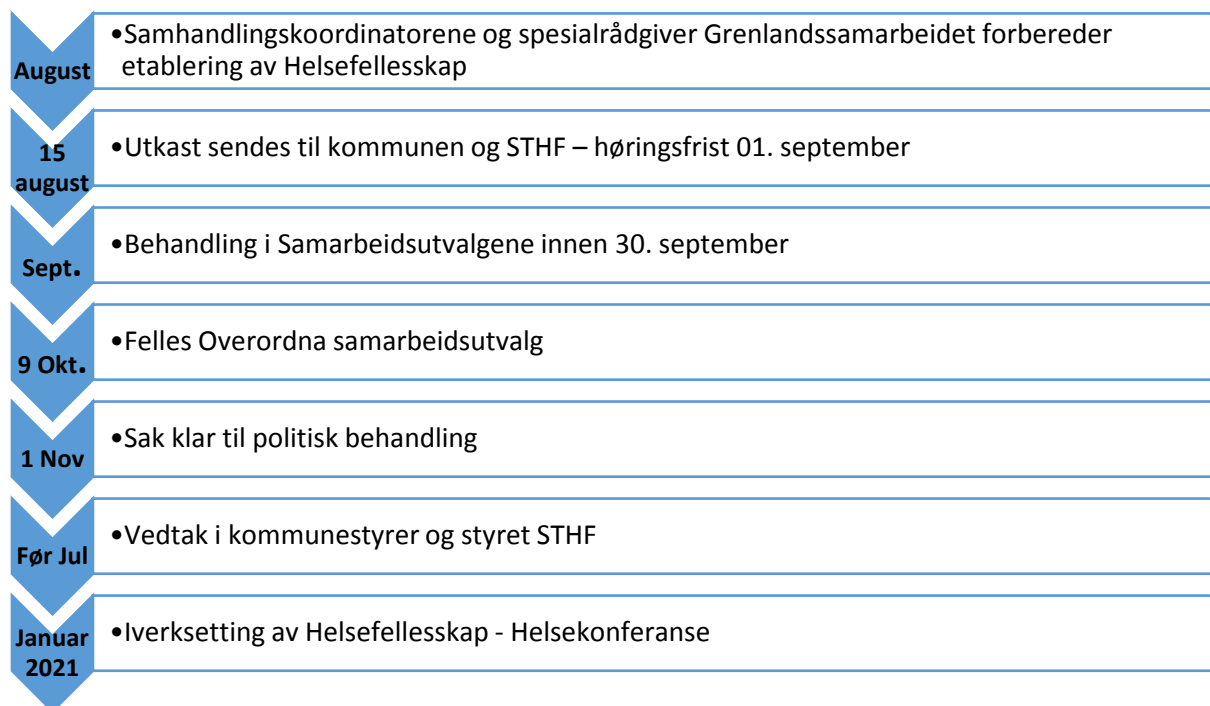 August
•Samhandlingskoordinatorene og spesialrådgiver Grenlandssamarbeidet forbereder
etablering av Helsefellesskap
15
august
•Utkast sendes til kommunen og STHF – høringsfrist 01. september
Sept.
•Behandling i Samarbeidsutvalgene innen 30. september
9 Okt.
•Felles Overordna samarbeidsutvalg
1 Nov
•Sak klar til politisk behandling
Før Jul
•Vedtak i kommunestyrer og styret STHF
Januar
2021
•Iverksetting av Helsefellesskap - Helsekonferanse